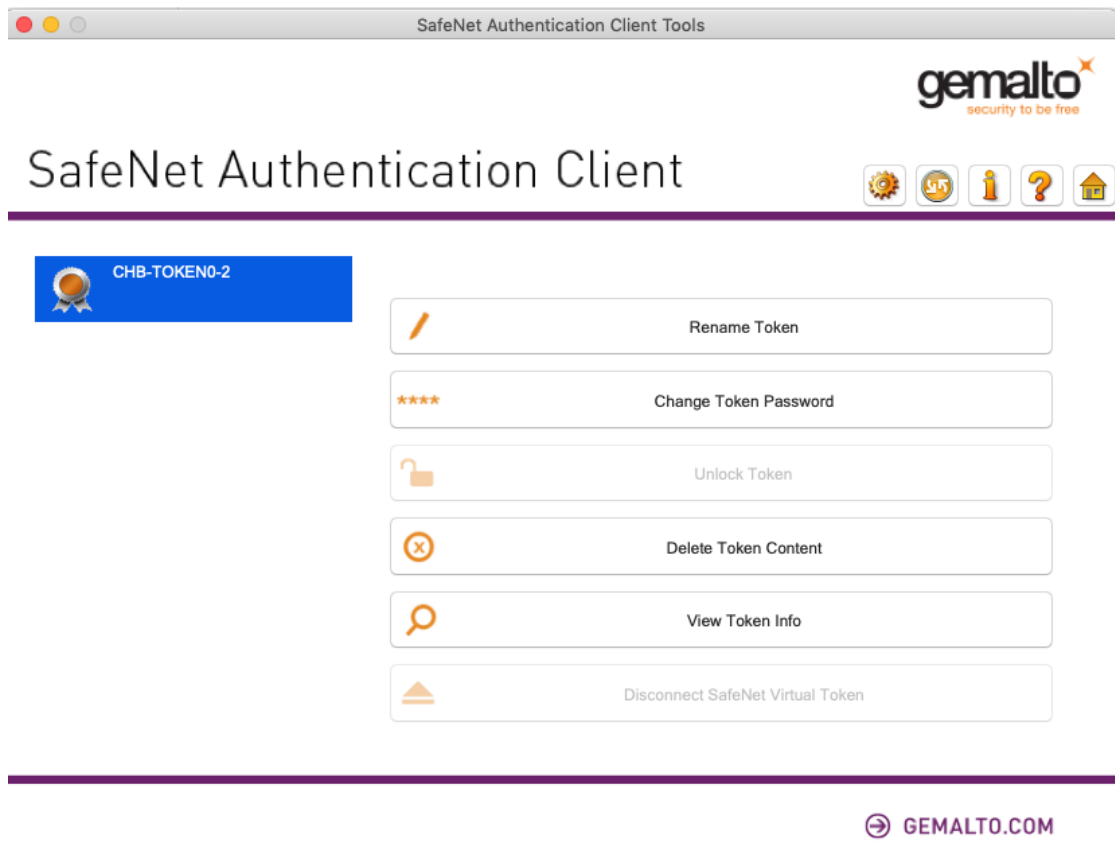 SafeNet Authentication Client Tools
gemalto
security to be free
SafeNet Authentication Client
CHB-TOKEN0-2
Rename Token
**** Change Token Password
Unlock Token
Delete Token Content
View Token Info
Disconnect SafeNet Virtual Token
GEMALTO.COM